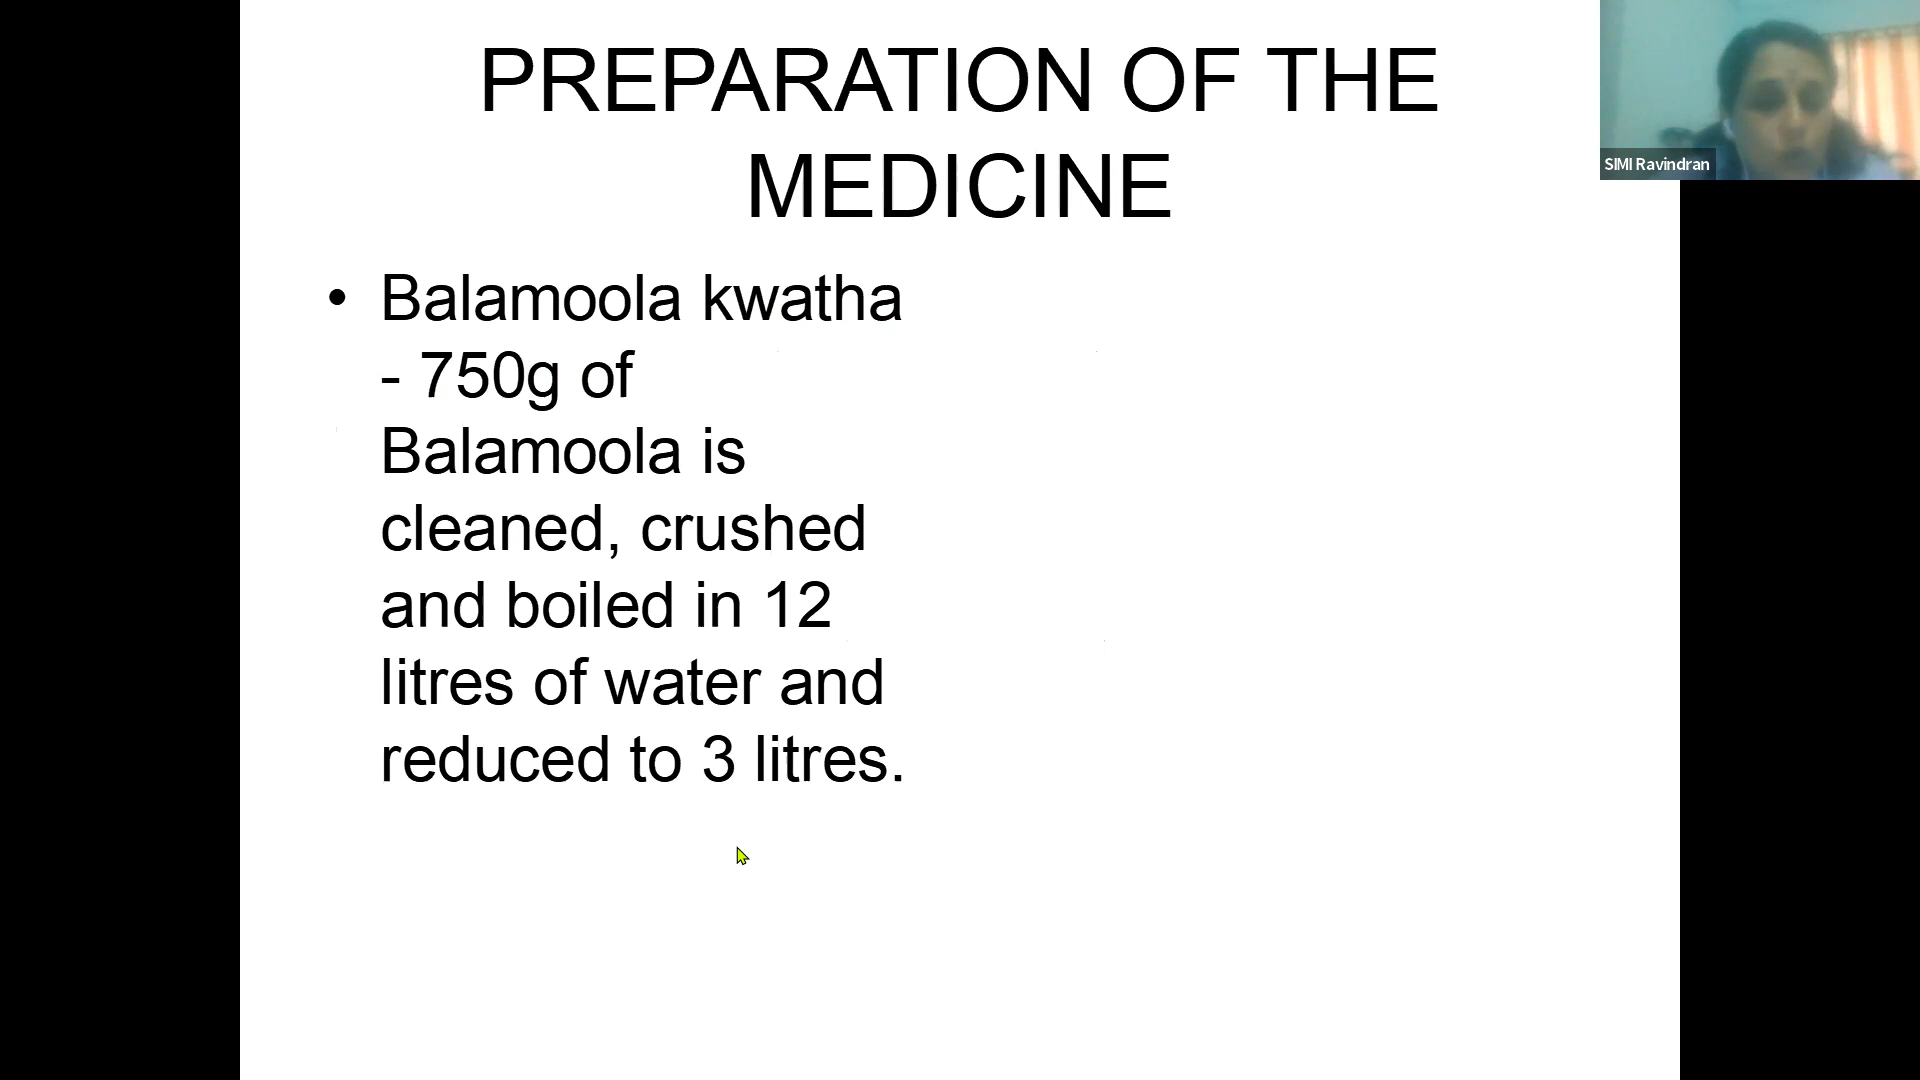 PREPARATION OF THE
MEDICINE
SIMI Ravindran
• Balamoola kwatha
- 750g of
Balamoola is
cleaned, crushed
and boiled in 12
litres of water and
reduced to 3 litres.